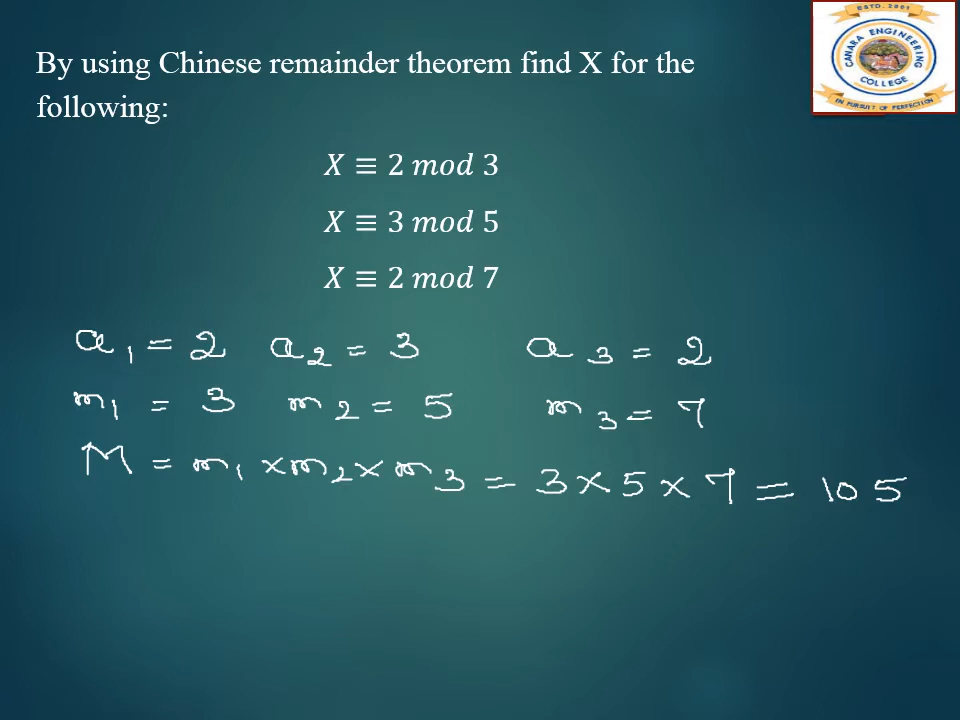 By using Chinese remainder theorem find X for the
following:
X ≡ 2 mod 3
X ≡ 3 mod 5
X ≡ 2 mod 7
a₁ = 2 a₂ = 3 a₃ = 2
m₁ = 3 m₂ = 5 m₃ = 7
M = m₁ × m₂ × m₃ = 3 × 5 × 7 = 105
ESTD. 2001
CANARA ENGINEERING
COLLEGE
IN PURSUIT OF PERFECTION